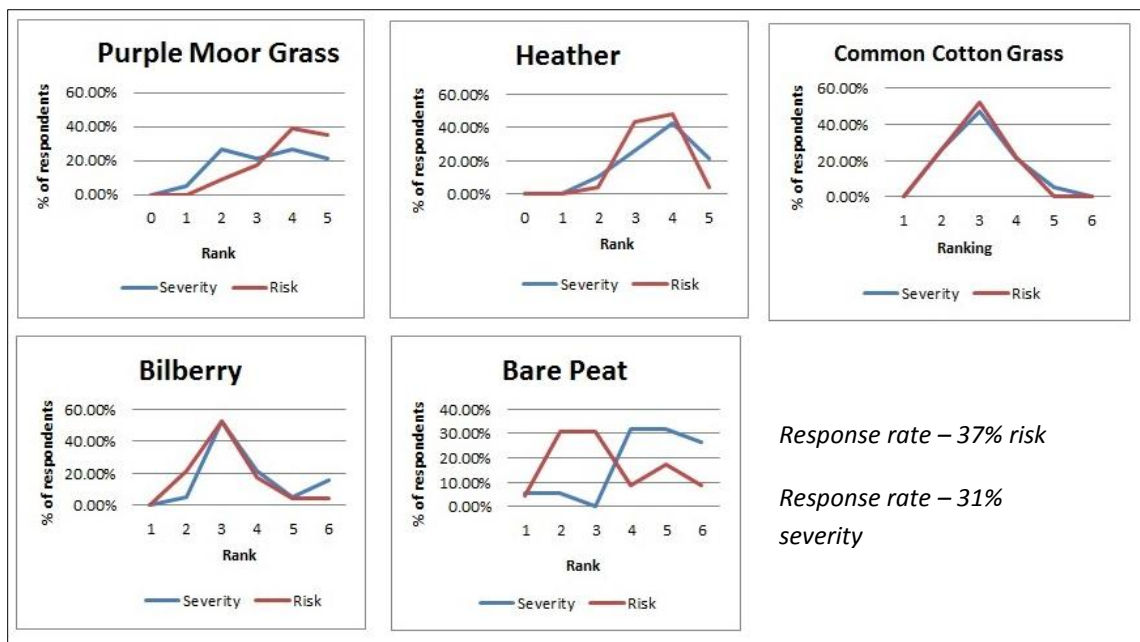 Purple Moor Grass
% of respondents
60.00%
40.00%
20.00%
0.00%
0 1 2 3 4 5
Rank
Severity Risk
Heather
% of respondents
60.00%
40.00%
20.00%
0.00%
0 1 2 3 4 5
Rank
Severity Risk
Common Cotton Grass
% of respondents
60.00%
40.00%
20.00%
0.00%
1 2 3 4 5 6
Ranking
Severity Risk
Bilberry
% of respondents
60.00%
40.00%
20.00%
0.00%
1 2 3 4 5 6
Rank
Severity Risk
Bare Peat
% of respondents
40.00%
30.00%
20.00%
10.00%
0.00%
1 2 3 4 5 6
Rank
Severity Risk
Response rate – 37% risk
Response rate – 31%
severity